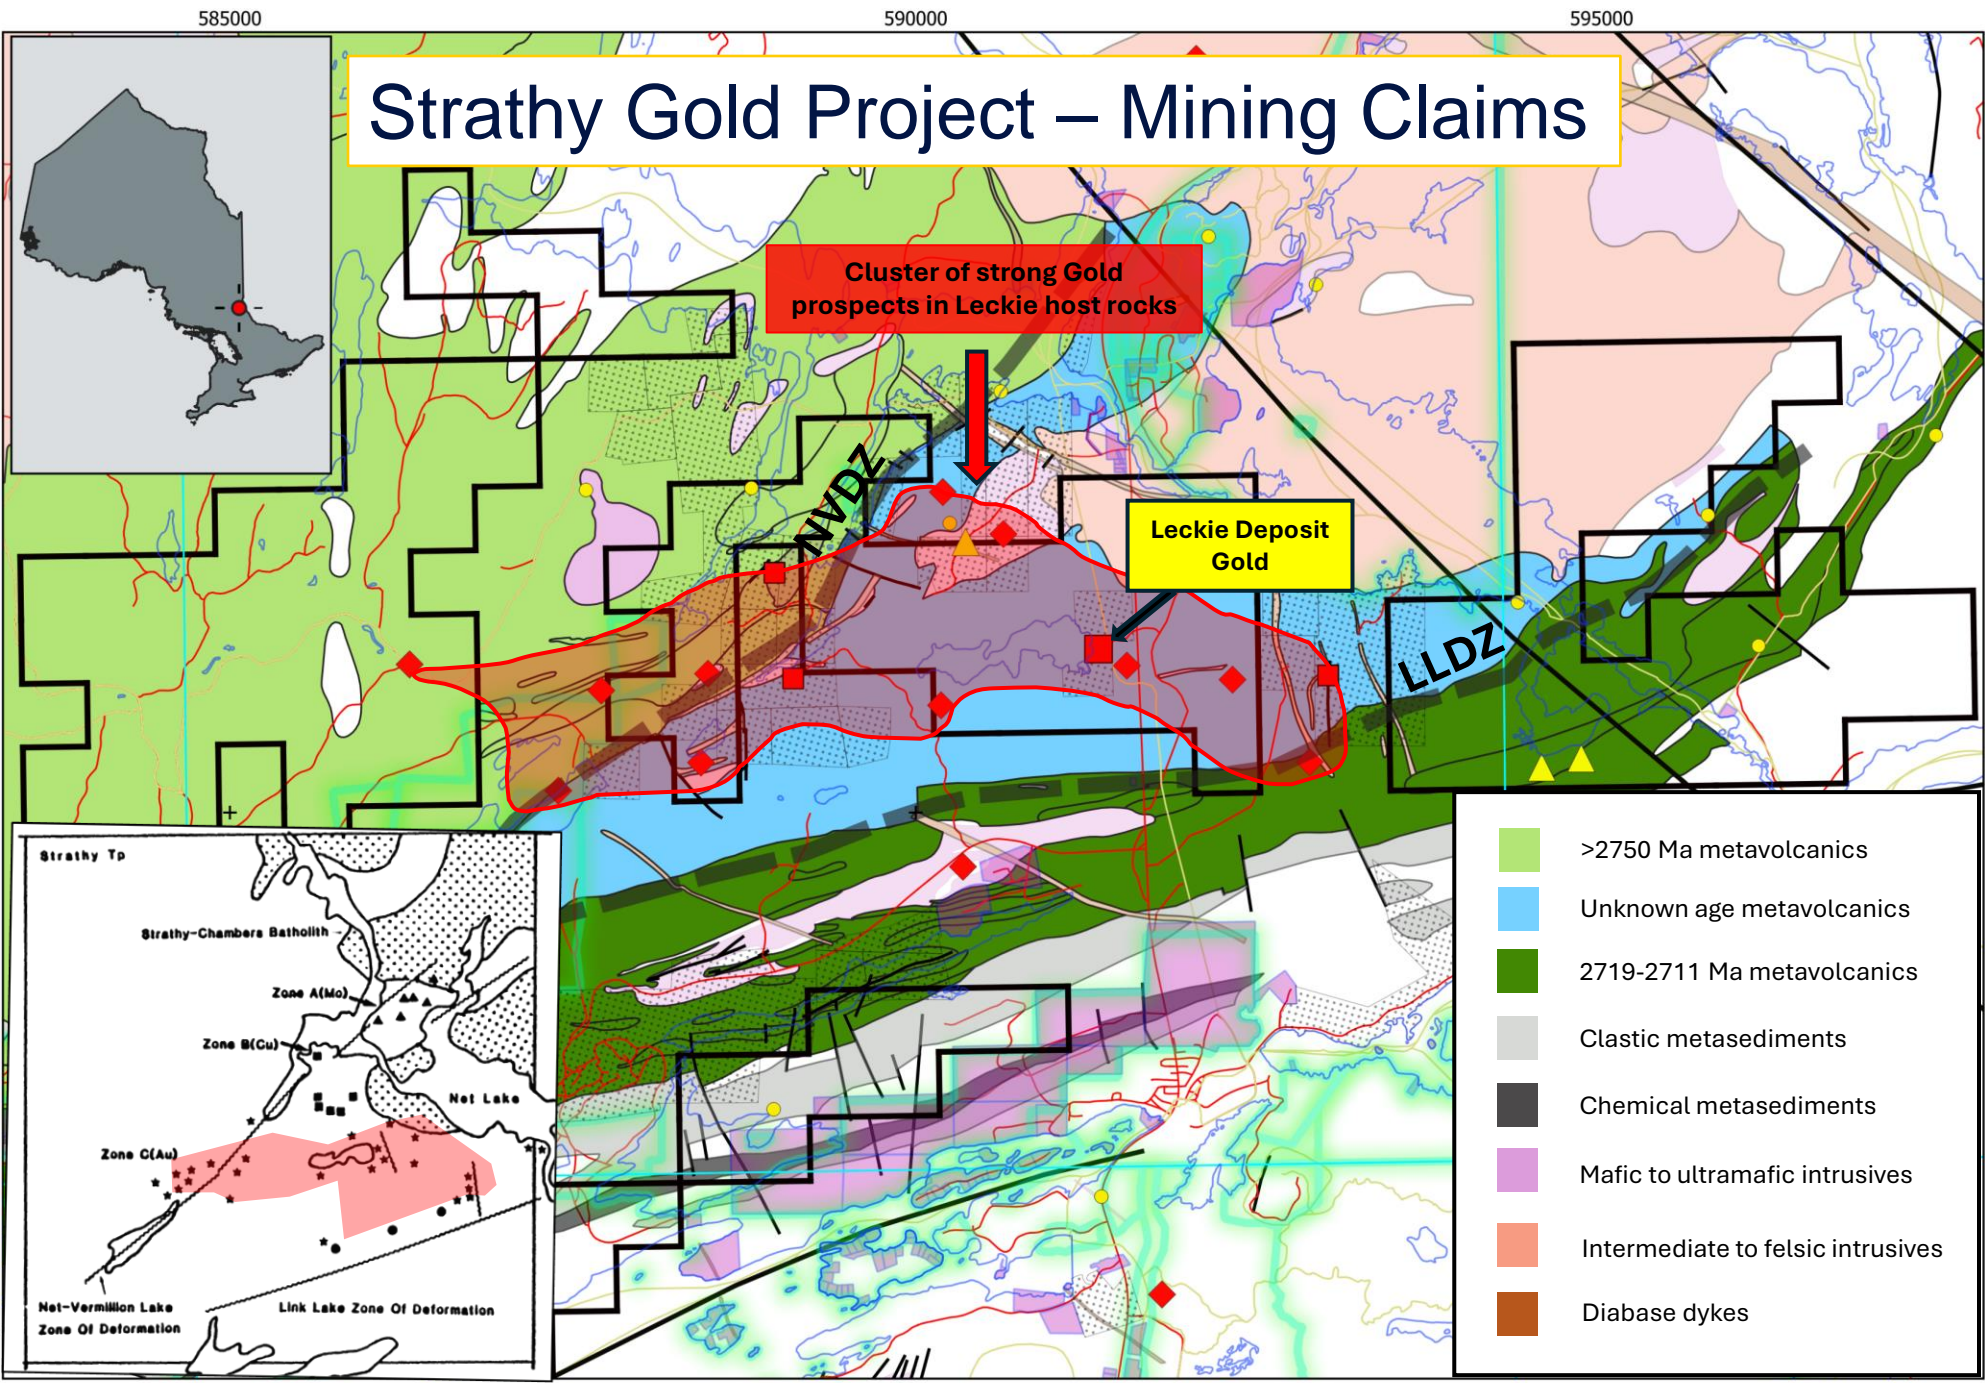 585000
590000
595000
Strathy Gold Project – Mining Claims
Cluster of strong Gold
prospects in Leckie host rocks
NVDZ
Leckie Deposit
Gold
LLDZ
>2750 Ma metavolcanics
Unknown age metavolcanics
2719-2711 Ma metavolcanics
Clastic metasediments
Chemical metasediments
Mafic to ultramafic intrusives
Intermediate to felsic intrusives
Diabase dykes
Strathy Tp
Strathy-Chambers Batholith
Zone A(Mo)
Zone B(Cu)
Net Lake
Zone C(Au)
Net-Vermillion Lake
Zone Of Deformation
Link Lake Zone Of Deformation